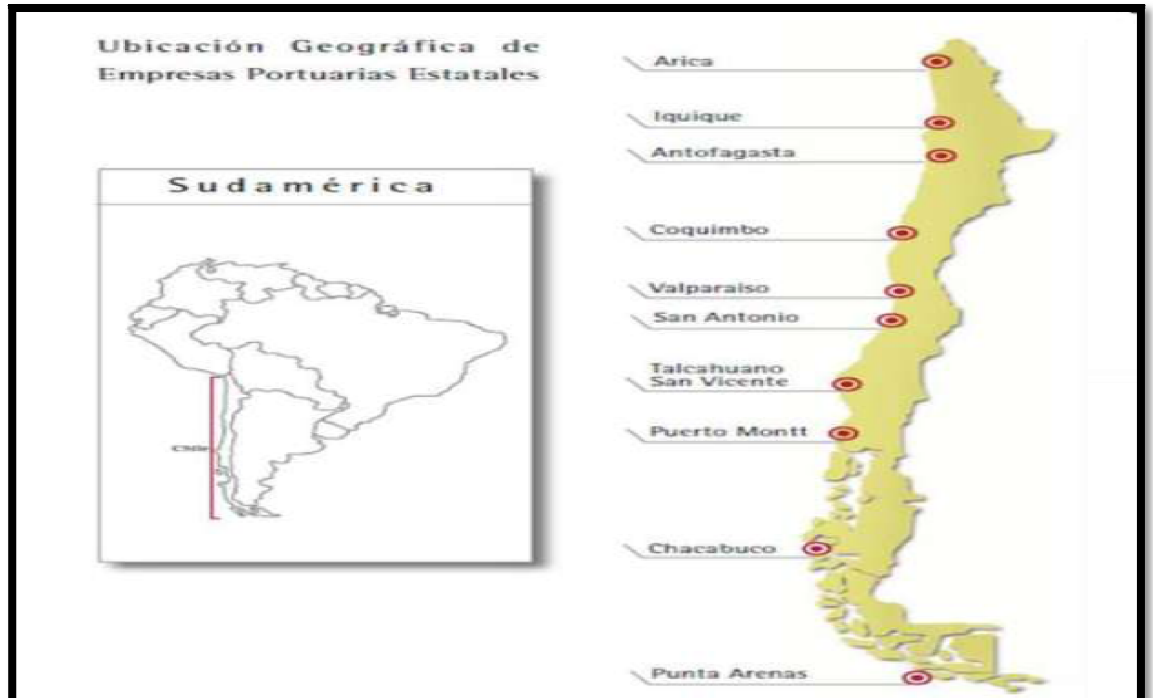 Ubicación Geográfica de
Empresas Portuarias Estatales
Sudamérica
Chile
Arica
Iquique
Antofagasta
Coquimbo
Valparaiso
San Antonio
Talcahuano
San Vicente
Puerto Montt
Chacabuco
Punta Arenas